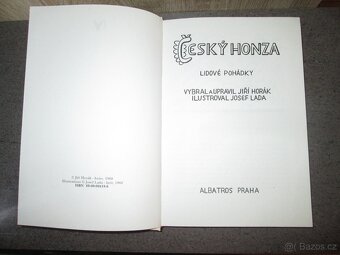 ČESKÝ HONZA
LIDOVÉ POHÁDKY
VYBRAL A UPRAVIL JIŘÍ HORÁK
ILUSTROVAL JOSEF LADA
ALBATROS PRAHA
Bazos.cz